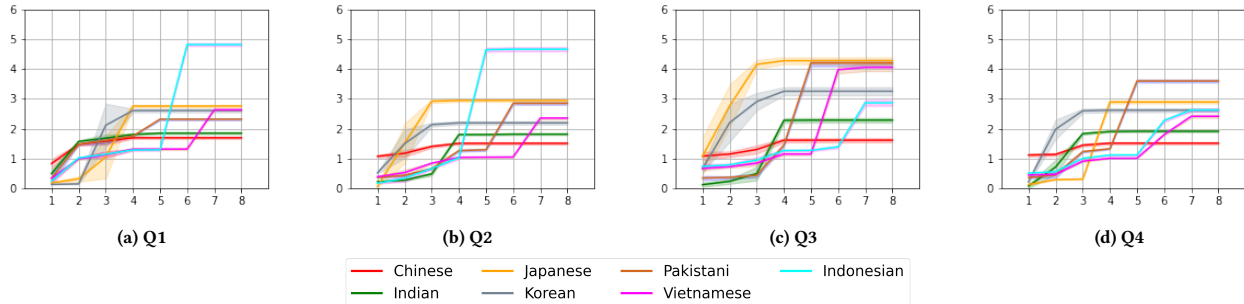 6 6 6 6
5 5 5 5
4 4 4 4
3 3 3 3
2 2 2 2
1 1 1 1
0 0 0 0
1 2 3 4 5 6 7 8 1 2 3 4 5 6 7 8 1 2 3 4 5 6 7 8 1 2 3 4 5 6 7 8
(a) Q1 (b) Q2 (c) Q3 (d) Q4
Chinese Japanese Pakistani Indonesian
Indian Korean Vietnamese